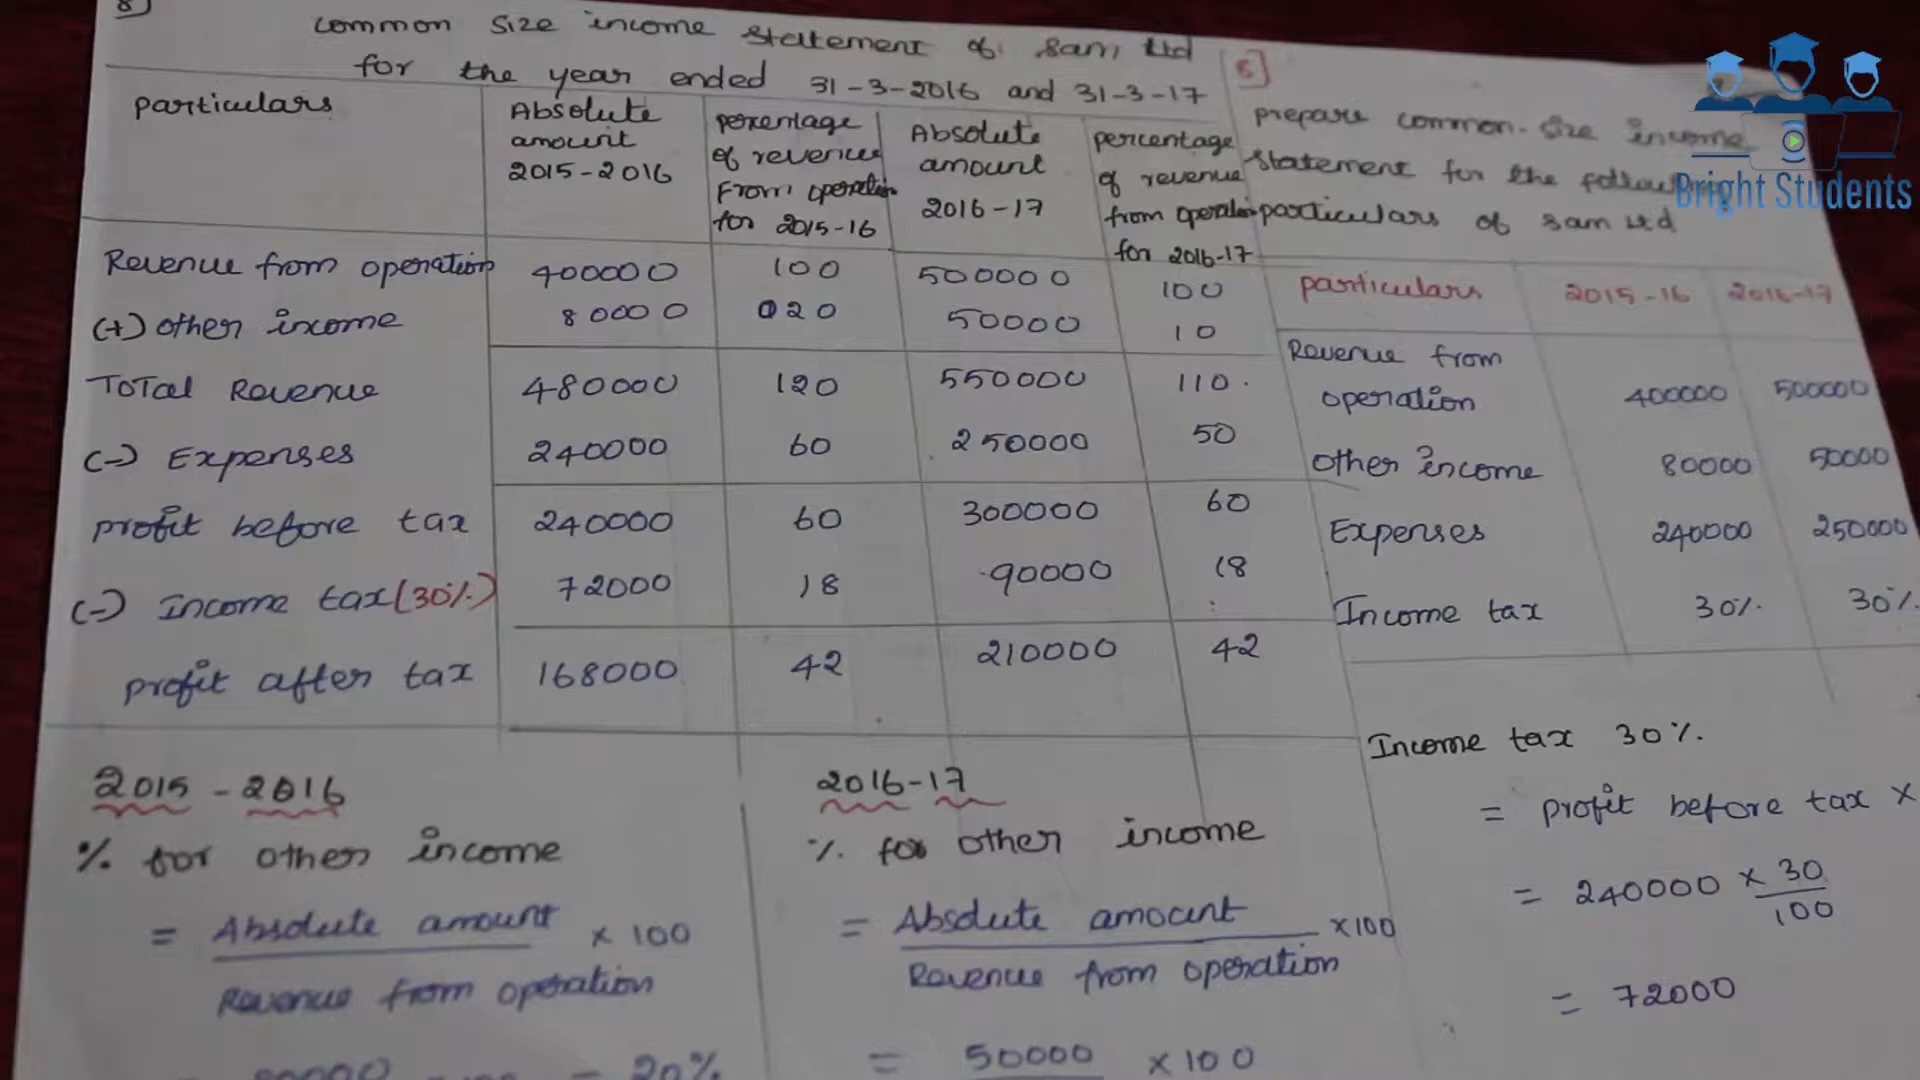 8]
common size income statement of Sam Ltd
for the year ended 31-3-2016 and 31-3-17
particulars
Absolute amount 2015-2016
percentage of revenue From operation for 2015-16
Absolute amount 2016-17
percentage of revenue from operation for 2016-17
Revenue from operation 400000 100 500000 100
(+) other income 80000 020 50000 10
Total Revenue 480000 120 550000 110
(-) Expenses 240000 60 250000 50
profit before tax 240000 60 300000 60
(-) Income tax (30%) 72000 18 90000 18
profit after tax 168000 42 210000 42
2015-2016
% for other income
= Absolute amount × 100
Revenue from operation
= 20%
2016-17
% for other income
= Absolute amount ×100
Revenue from operation
= 50000 × 100
prepare common-size income
statement for the
particulars of Sam Ltd
particulars 2015-16 2016-17
Revenue from
operation 400000 500000
other income 80000 50000
Expenses 240000 250000
Income tax 30% 30%
Income tax 30%.
= profit before tax ×
= 240000 × 30
100
= 72000
Bright Students